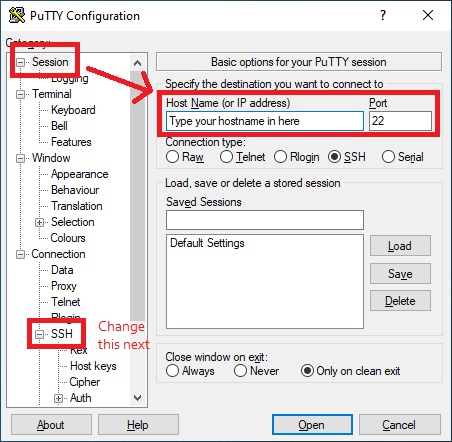 PuTTY Configuration
Category:
Session
Logging
Terminal
Keyboard
Bell
Features
Window
Appearance
Behaviour
Translation
Selection
Colours
Connection
Data
Proxy
Telnet
Rlogin
SSH
Kex
Host keys
Cipher
Auth
Change
this next
Basic options for your PuTTY session
Specify the destination you want to connect to
Host Name (or IP address) Port
Type your hostname in here 22
Connection type:
Raw Telnet Rlogin SSH Serial
Load, save or delete a stored session
Saved Sessions
Default Settings
Load
Save
Delete
Close window on exit:
Always Never Only on clean exit
About Help Open Cancel